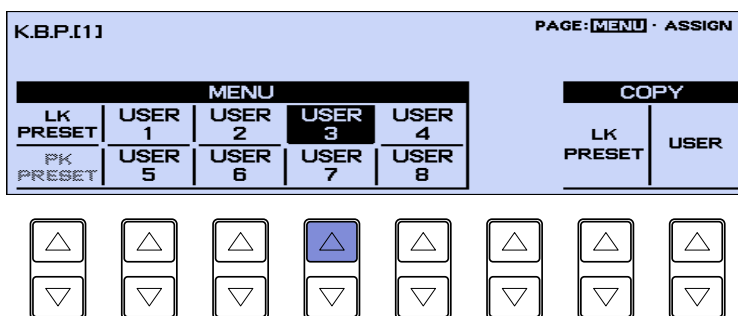 K.B.P.[1]
PAGE: MENU · ASSIGN
MENU
LK PRESET
USER 1
USER 2
USER 3
USER 4
PK PRESET
USER 5
USER 6
USER 7
USER 8
COPY
LK PRESET
USER